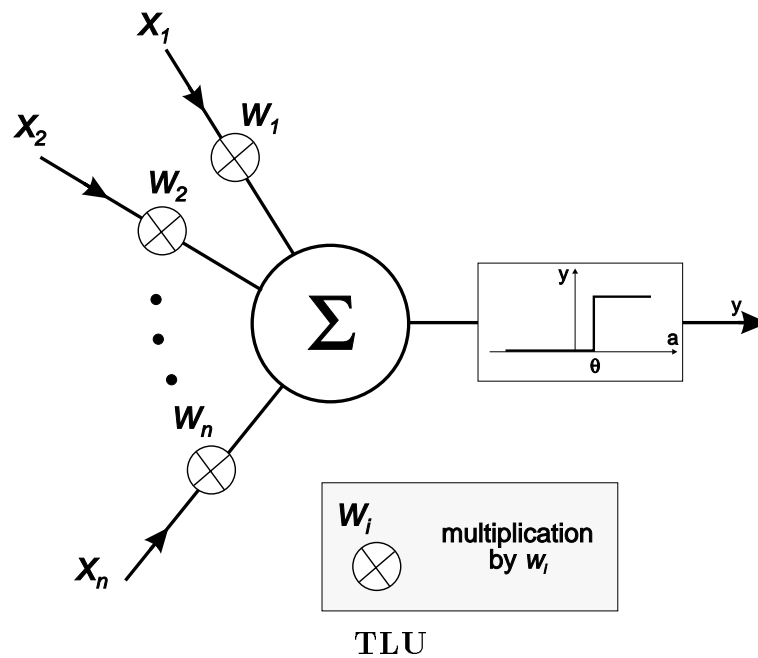 X1
W1
X2
W2
Σ
y
a
θ
y
Wn
Xn
Wi
multiplication
by wi
TLU